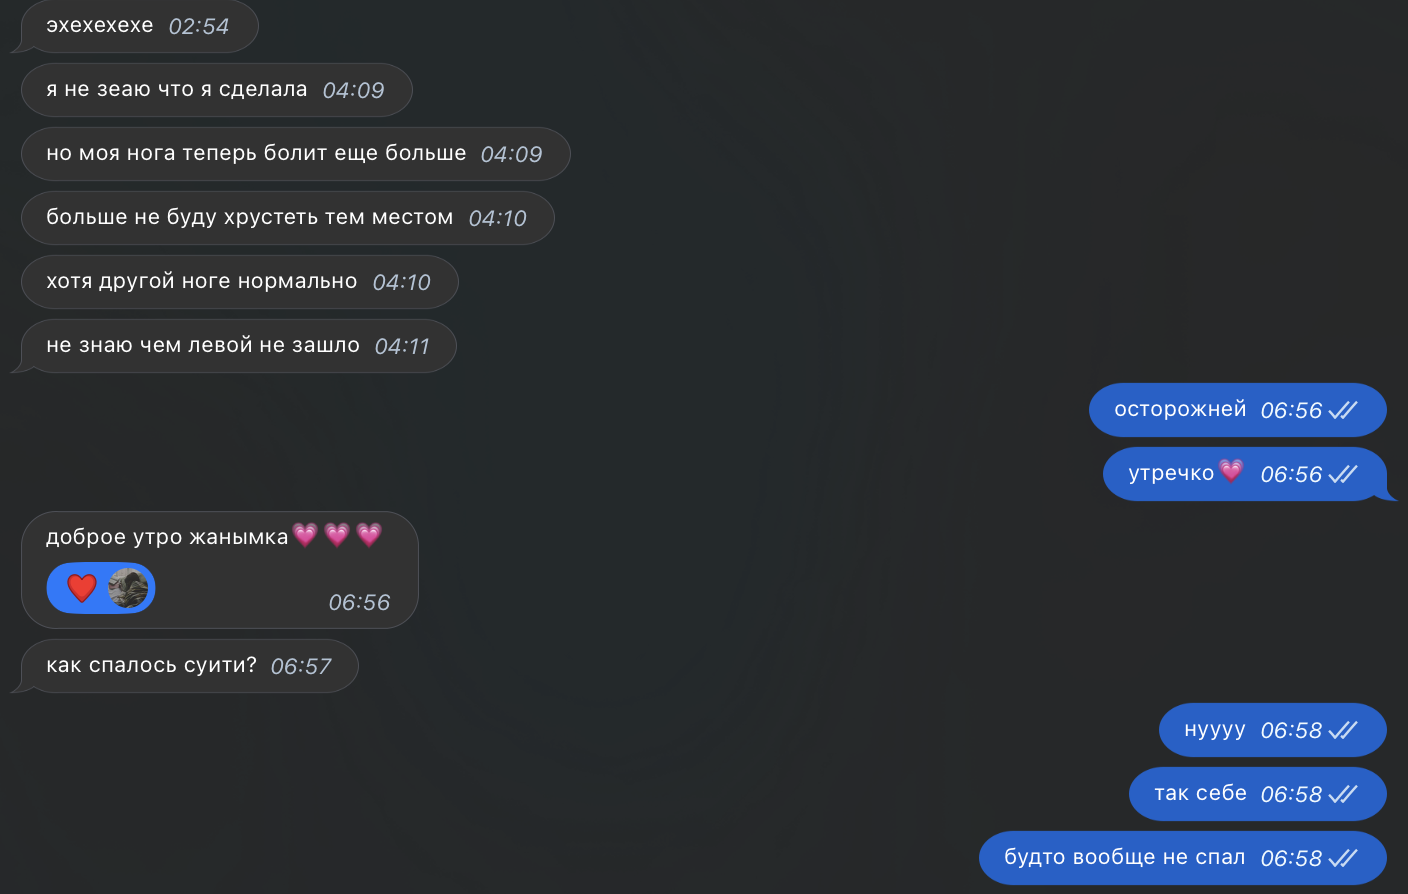 эхехехехе 02:54
я не зеаю что я сделала 04:09
но моя нога теперь болит еще больше 04:09
больше не буду хрустеть тем местом 04:10
хотя другой ноге нормально 04:10
не знаю чем левой не зашло 04:11
осторожней 06:56
утречко💗 06:56
доброе утро жанымка💗💗💗
❤️ 06:56
как спалось суити? 06:57
нуууу 06:58
так себе 06:58
будто вообще не спал 06:58